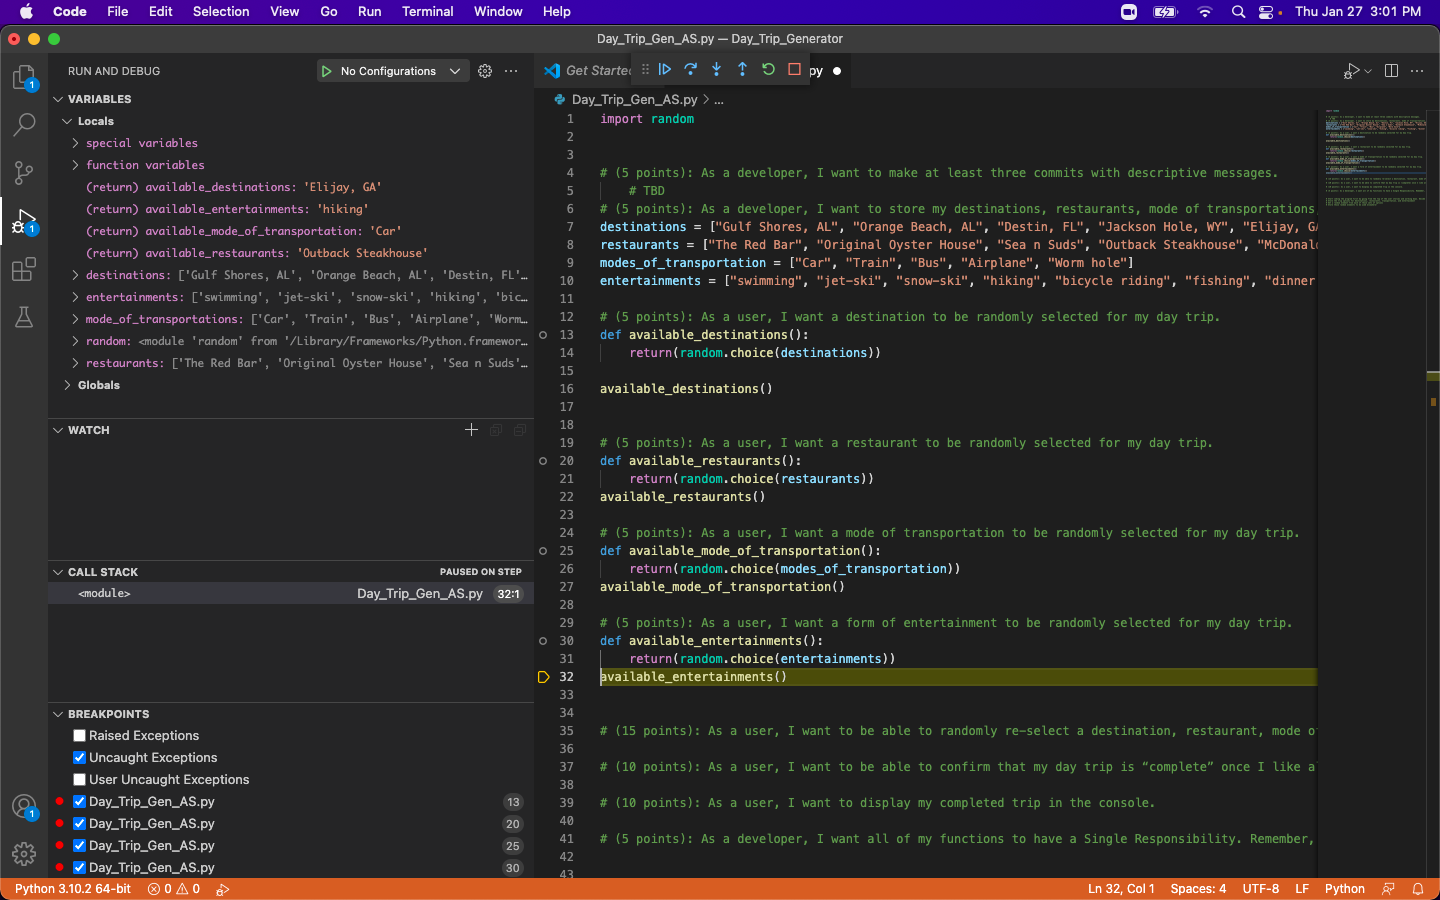 Code File Edit Selection View Go Run Terminal Window Help Thu Jan 27 3:01 PM
Day_Trip_Gen_AS.py — Day_Trip_Generator
RUN AND DEBUG No Configurations
VARIABLES
Locals
special variables
function variables
(return) available_destinations: 'Elijay, GA'
(return) available_entertainments: 'hiking'
(return) available_mode_of_transportation: 'Car'
(return) available_restaurants: 'Outback Steakhouse'
destinations: ['Gulf Shores, AL', 'Orange Beach, AL', 'Destin, FL'...
entertainments: ['swimming', 'jet-ski', 'snow-ski', 'hiking', 'bic...
mode_of_transportations: ['Car', 'Train', 'Bus', 'Airplane', 'Worm...
random: <module 'random' from '/Library/Frameworks/Python.framewor...
restaurants: ['The Red Bar', 'Original Oyster House', 'Sea n Suds'...
Globals
WATCH
CALL STACK PAUSED ON STEP
<module> Day_Trip_Gen_AS.py 32:1
BREAKPOINTS
Raised Exceptions
Uncaught Exceptions
User Uncaught Exceptions
Day_Trip_Gen_AS.py 13
Day_Trip_Gen_AS.py 20
Day_Trip_Gen_AS.py 25
Day_Trip_Gen_AS.py 30
1
1
1
Get Starte py
Day_Trip_Gen_AS.py > ...
1 import random
2
3
4 # (5 points): As a developer, I want to make at least three commits with descriptive messages.
5 # TBD
6 # (5 points): As a developer, I want to store my destinations, restaurants, mode of transportations
7 destinations = ["Gulf Shores, AL", "Orange Beach, AL", "Destin, FL", "Jackson Hole, WY", "Elijay, GA
8 restaurants = ["The Red Bar", "Original Oyster House", "Sea n Suds", "Outback Steakhouse", "McDonal
9 modes_of_transportation = ["Car", "Train", "Bus", "Airplane", "Worm hole"]
10 entertainments = ["swimming", "jet-ski", "snow-ski", "hiking", "bicycle riding", "fishing", "dinner
11
12 # (5 points): As a user, I want a destination to be randomly selected for my day trip.
13 def available_destinations():
14 return(random.choice(destinations))
15
16 available_destinations()
17
18
19 # (5 points): As a user, I want a restaurant to be randomly selected for my day trip.
20 def available_restaurants():
21 return(random.choice(restaurants))
22 available_restaurants()
23
24 # (5 points): As a user, I want a mode of transportation to be randomly selected for my day trip.
25 def available_mode_of_transportation():
26 return(random.choice(modes_of_transportation))
27 available_mode_of_transportation()
28
29 # (5 points): As a user, I want a form of entertainment to be randomly selected for my day trip.
30 def available_entertainments():
31 return(random.choice(entertainments))
32 available_entertainments()
33
34
35 # (15 points): As a user, I want to be able to randomly re-select a destination, restaurant, mode o
36
37 # (10 points): As a user, I want to be able to confirm that my day trip is “complete” once I like a
38
39 # (10 points): As a user, I want to display my completed trip in the console.
40
41 # (5 points): As a developer, I want all of my functions to have a Single Responsibility. Remember,
42
43
Python 3.10.2 64-bit 0 0 Ln 32, Col 1 Spaces: 4 UTF-8 LF Python